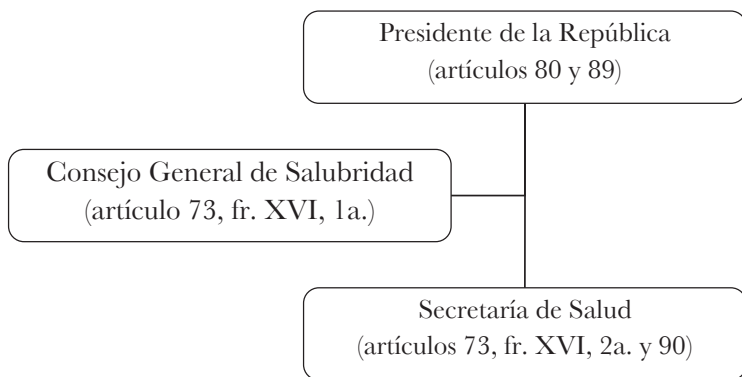 Presidente de la República
(artículos 80 y 89)
Consejo General de Salubridad
(artículo 73, fr. XVI, 1a.)
Secretaría de Salud
(artículos 73, fr. XVI, 2a. y 90)